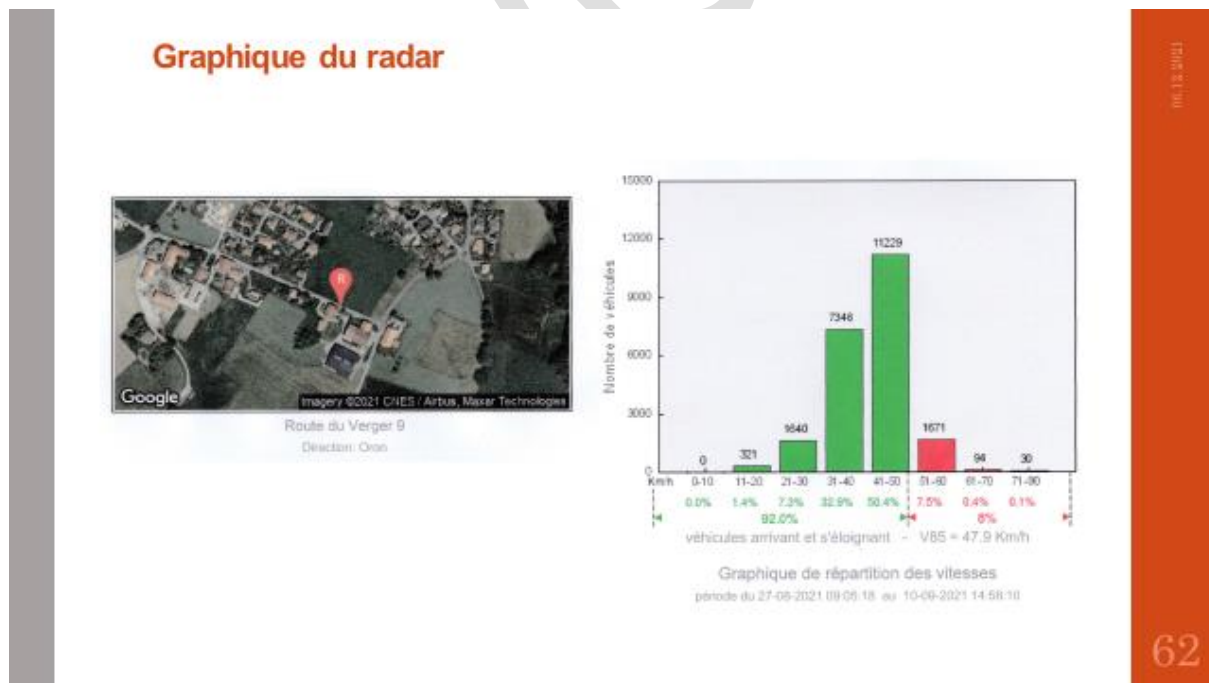 Graphique du radar
06.12.2021
Google
Imagery ©2021 CNES / Airbus, Maxar Technologies
Route du Verger 9
Direction: Oron
R
15000
12000
9000
6000
3000
0
Nombre de véhicules
0
321
1640
7346
11229
1671
94
30
Km/h 0-10 11-20 21-30 31-40 41-50 51-60 61-70 71-90
0.0% 1.4% 7.3% 32.9% 50.4% 7.5% 0.4% 0.1%
92.0% 8%
véhicules arrivant et s'éloignant - V85 = 47.9 Km/h
Graphique de répartition des vitesses
période du 27-08-2021 09:05:18 au 10-09-2021 14:58:10
62